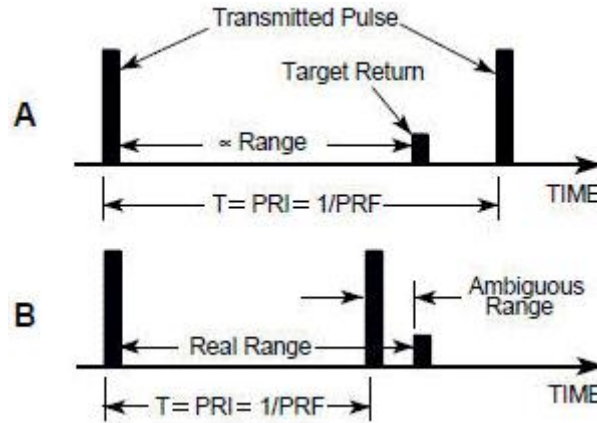 Transmitted Pulse
Target Return
A
∝ Range
T = PRI = 1/PRF
TIME
Ambiguous
Range
B
Real Range
TIME
T = PRI = 1/PRF